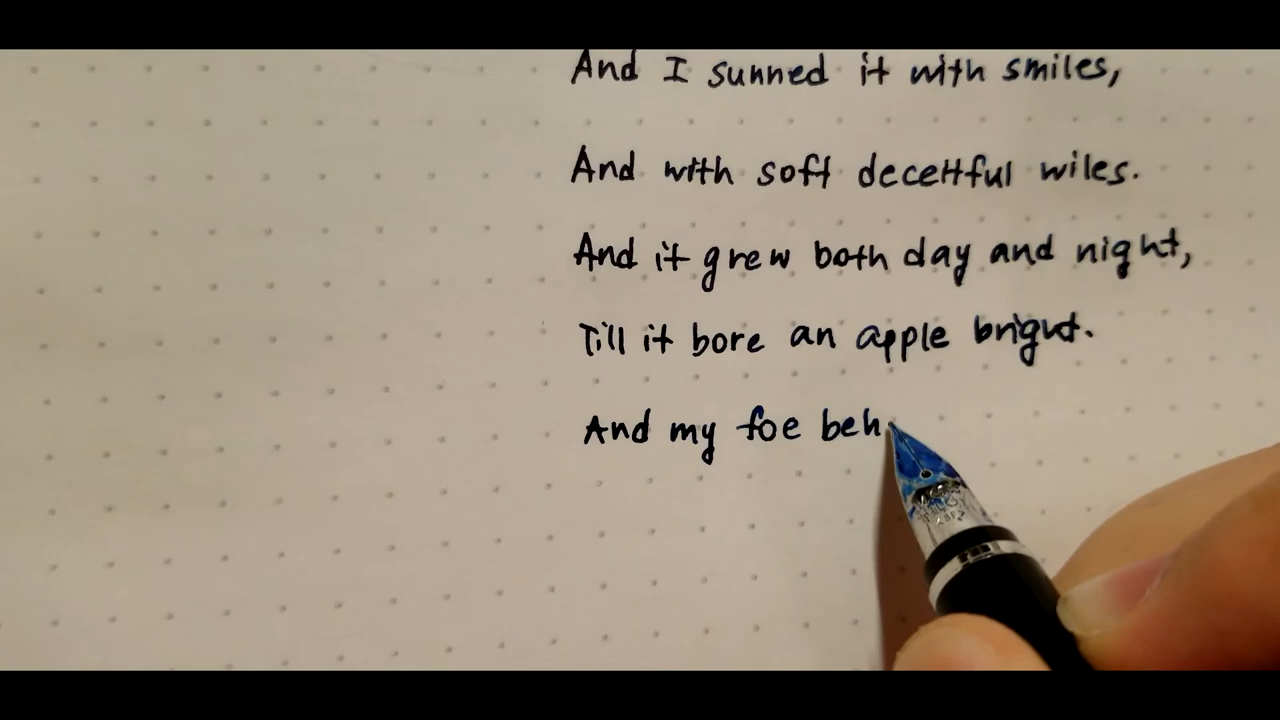 And I sunned it with smiles,
And with soft deceitful wiles.
And it grew both day and night,
Till it bore an apple bright.
And my foe beh